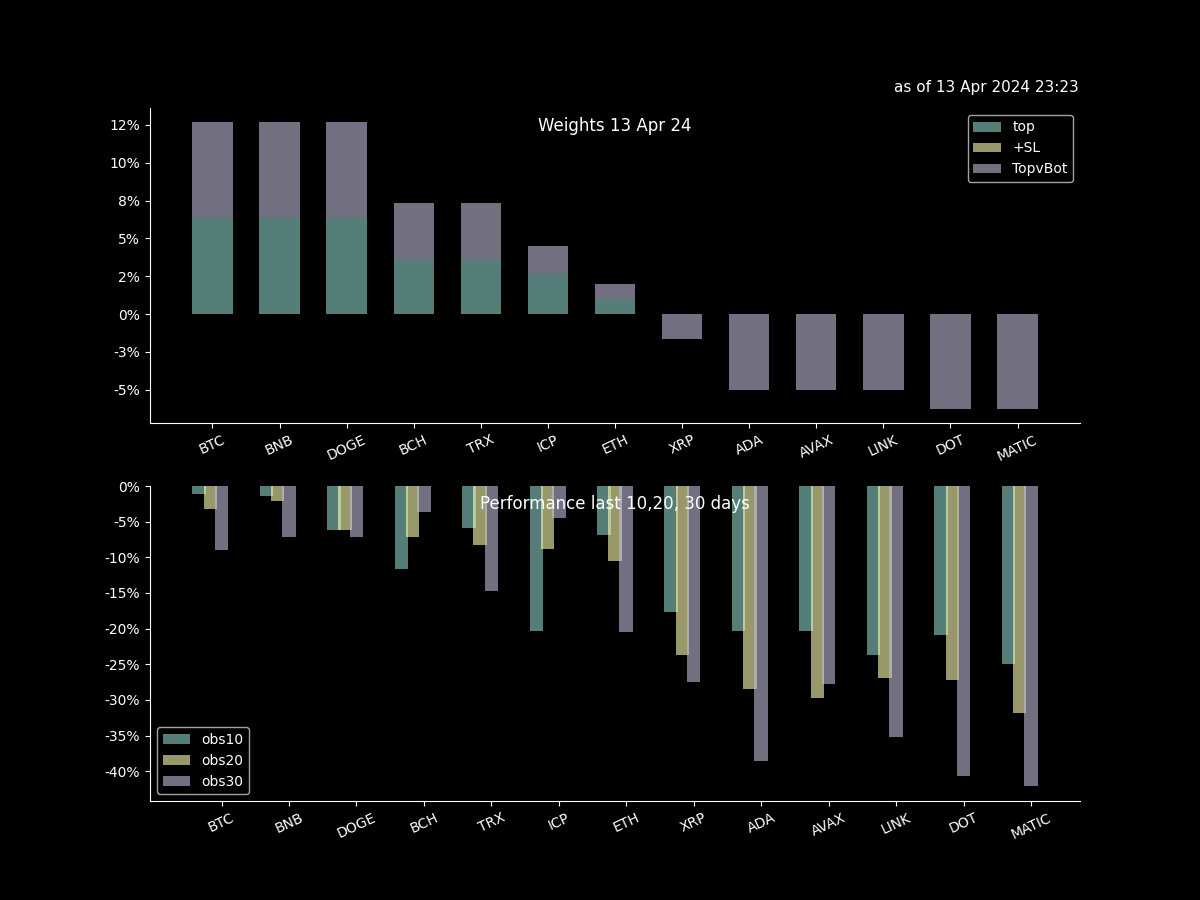 as of 13 Apr 2024 23:23
Weights 13 Apr 24
top
+SL
TopvBot
12%
10%
8%
5%
2%
0%
-3%
-5%
BTC BNB DOGE BCH TRX ICP ETH XRP ADA AVAX LINK DOT MATIC
Performance last 10,20, 30 days
0%
-5%
-10%
-15%
-20%
-25%
-30%
-35%
-40%
obs10
obs20
obs30
BTC BNB DOGE BCH TRX ICP ETH XRP ADA AVAX LINK DOT MATIC